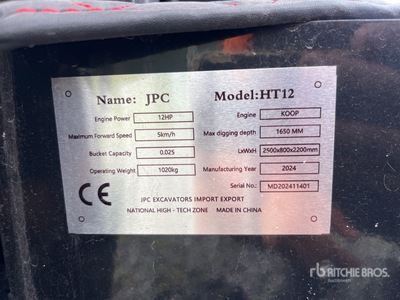 Name: JPC Model:HT12
Engine Power 12HP Engine KOOP
Maximum Forward Speed 5km/h Max digging depth 1650 MM
Bucket Capacity 0.025 LxWxH 2500x800x2200mm
Operating Weight 1020kg Manufacturing Year 2024
Serial No.: MD202411401
CE
JPC EXCAVATORS IMPORT EXPORT
NATIONAL HIGH - TECH ZONE MADE IN CHINA
rb RITCHIE BROS.